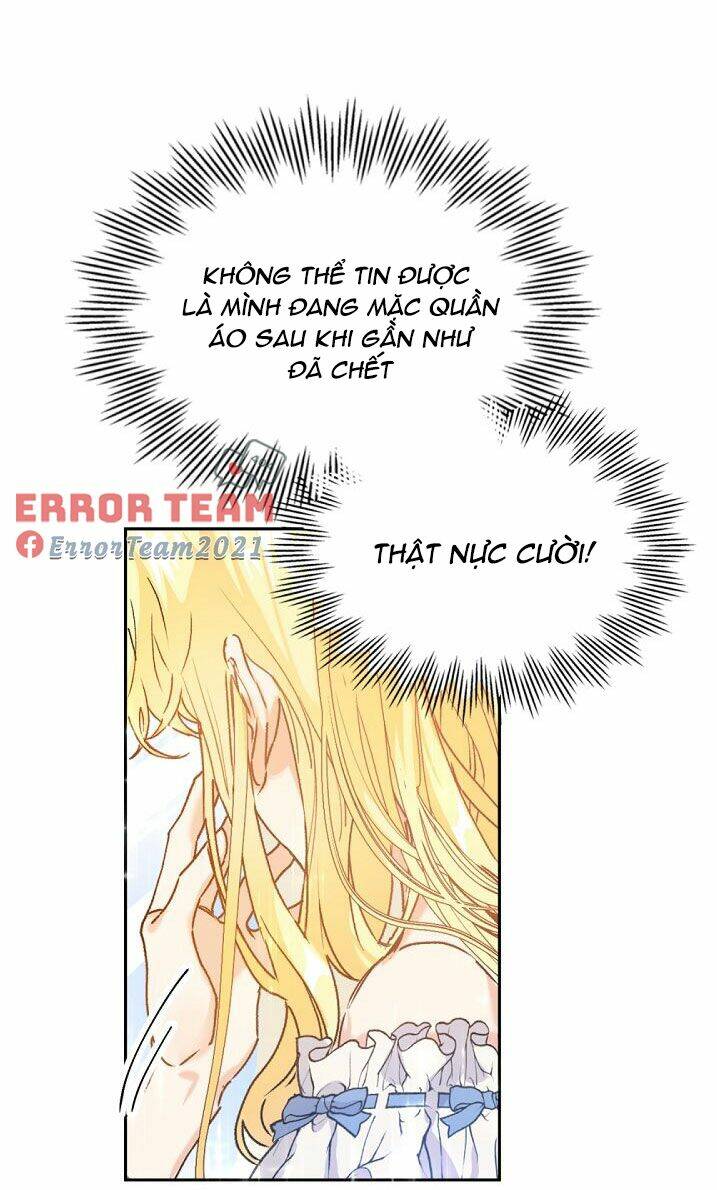 KHÔNG THỂ TIN ĐƯỢC
LÀ MÌNH ĐANG MẶC QUẦN
ÁO SAU KHI GẦN NHƯ
ĐÃ CHẾT
ERROR TEAM
ErrorTeam2021
THẬT NỰC CƯỜI!